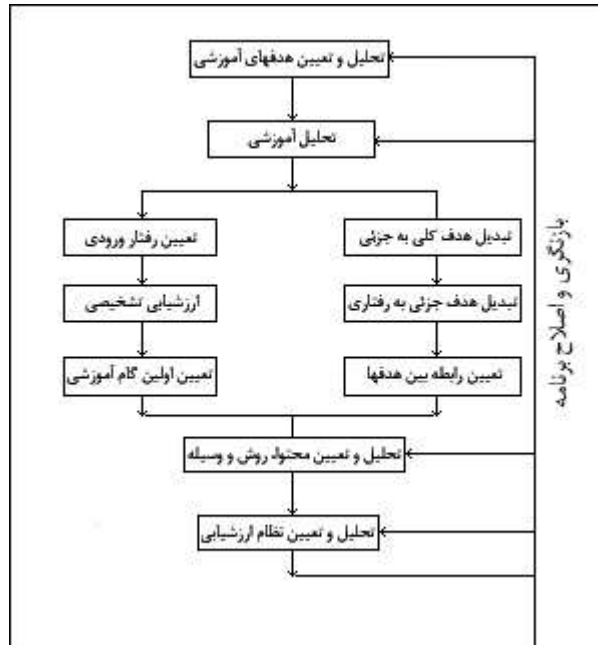 تحلیل و تعیین هدفهای آموزشی
تحلیل آموزشی
تبدیل هدف کلی به جزئی
تعیین رفتار ورودی
تبدیل هدف جزئی به رفتاری
ارزشیابی تشخیصی
تعیین رابطه بین هدفها
تعیین اولین گام آموزشی
تحلیل و تعیین محتوا، روش و وسیله
تحلیل و تعیین نظام ارزشیابی
بازنگری و اصلاح برنامه